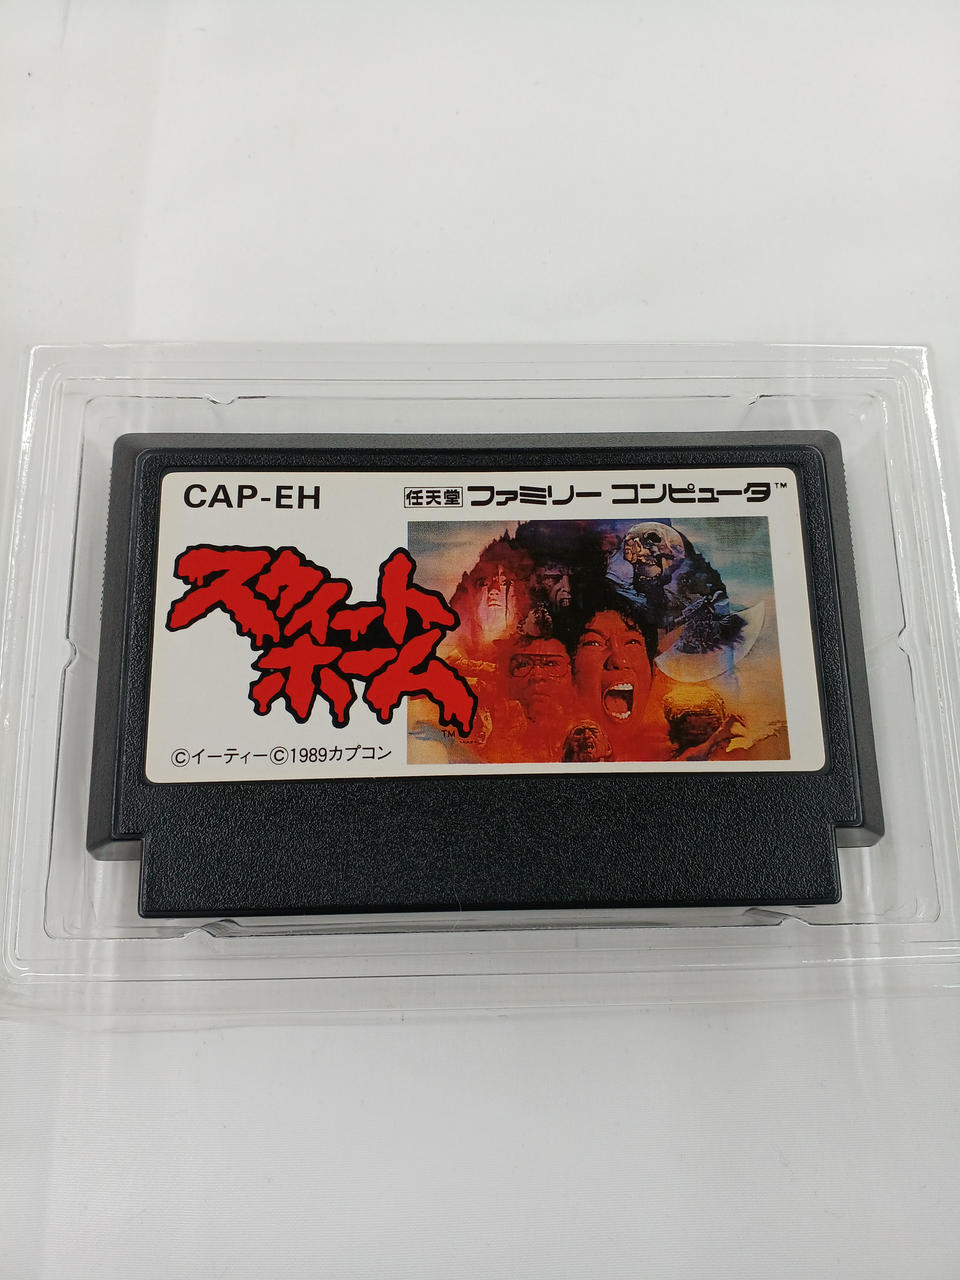 CAP-EH
任天堂 ファミリー コンピュータ™
スウィート
ホーム
™
©イーティー©1989カプコン